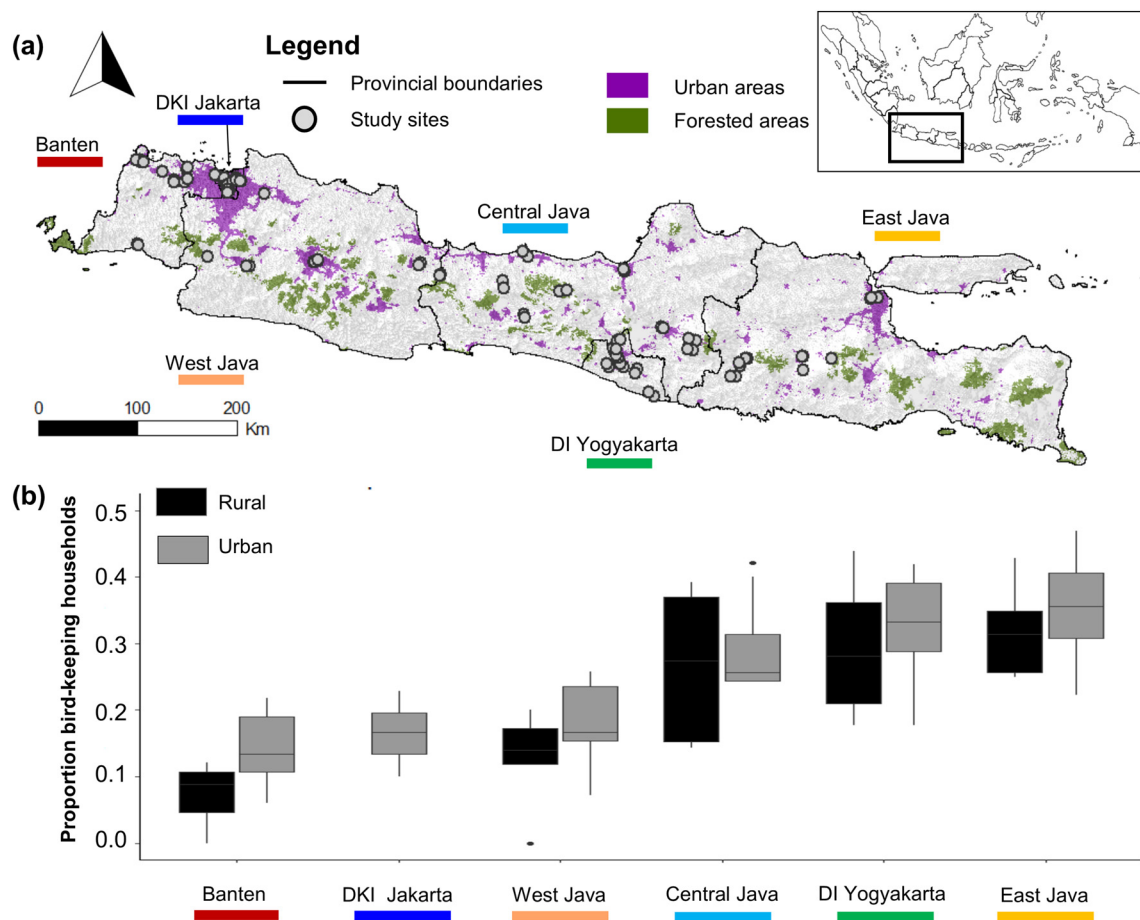 (a)
Legend
Provincial boundaries
Study sites
Urban areas
Forested areas
DKI Jakarta
Banten
Central Java
East Java
West Java
DI Yogyakarta
0 100 200
Km
(b)
Proportion bird-keeping households
0.5
0.4
0.3
0.2
0.1
0.0
Rural
Urban
Banten DKI Jakarta West Java Central Java DI Yogyakarta East Java